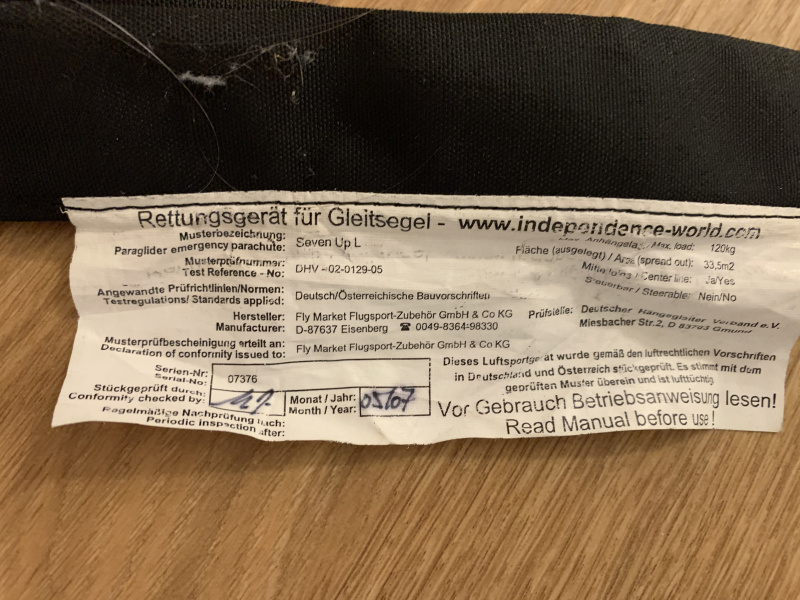 Rettungsgerät für Gleitsegel - www.independence-world.com
Musterbezeichnung:
Paraglider emergency parachute: Seven Up L
Max. Anhängela. / Max. load: 120kg
Fläche (ausgelegt) / Area (spread out): 33,5m2
Musterprüfnummer:
Test Reference - No: DHV - 02-0129-05
/ Center line: Ja/Yes
Steuerbar / Steerable: Nein/No
Angewandte Prüfrichtlinien/Normen:
Testregulations/ Standards applied: Deutsch/Österreichische Bauvorschriften
Hersteller: Fly Market Flugsport-Zubehör GmbH & Co KG
Manufacturer: D-87637 Eisenberg ☎ 0049-8364-98330
Prüfstelle: Deutscher Hängegleiter Verband e.V.
Miesbacher Str.2, D 83703 Gmund
Musterprüfbescheinigung erteilt an:
Declaration of conformity issued to: Fly Market Flugsport-Zubehör GmbH & Co KG
Serien-Nr:
Serial-No: 07376
Stückgeprüft durch:
Conformity checked by:
Monat / Jahr:
Month / Year: 05/07
Regelmäßige Nachprüfung nach:
Periodic inspection after:
Dieses Luftsportgerät wurde gemäß den luftrechtlichen Vorschriften
in Deutschland und Österreich stückgeprüft. Es stimmt mit dem
geprüften Muster überein und ist lufttüchtig.
Vor Gebrauch Betriebsanweisung lesen!
Read Manual before use !